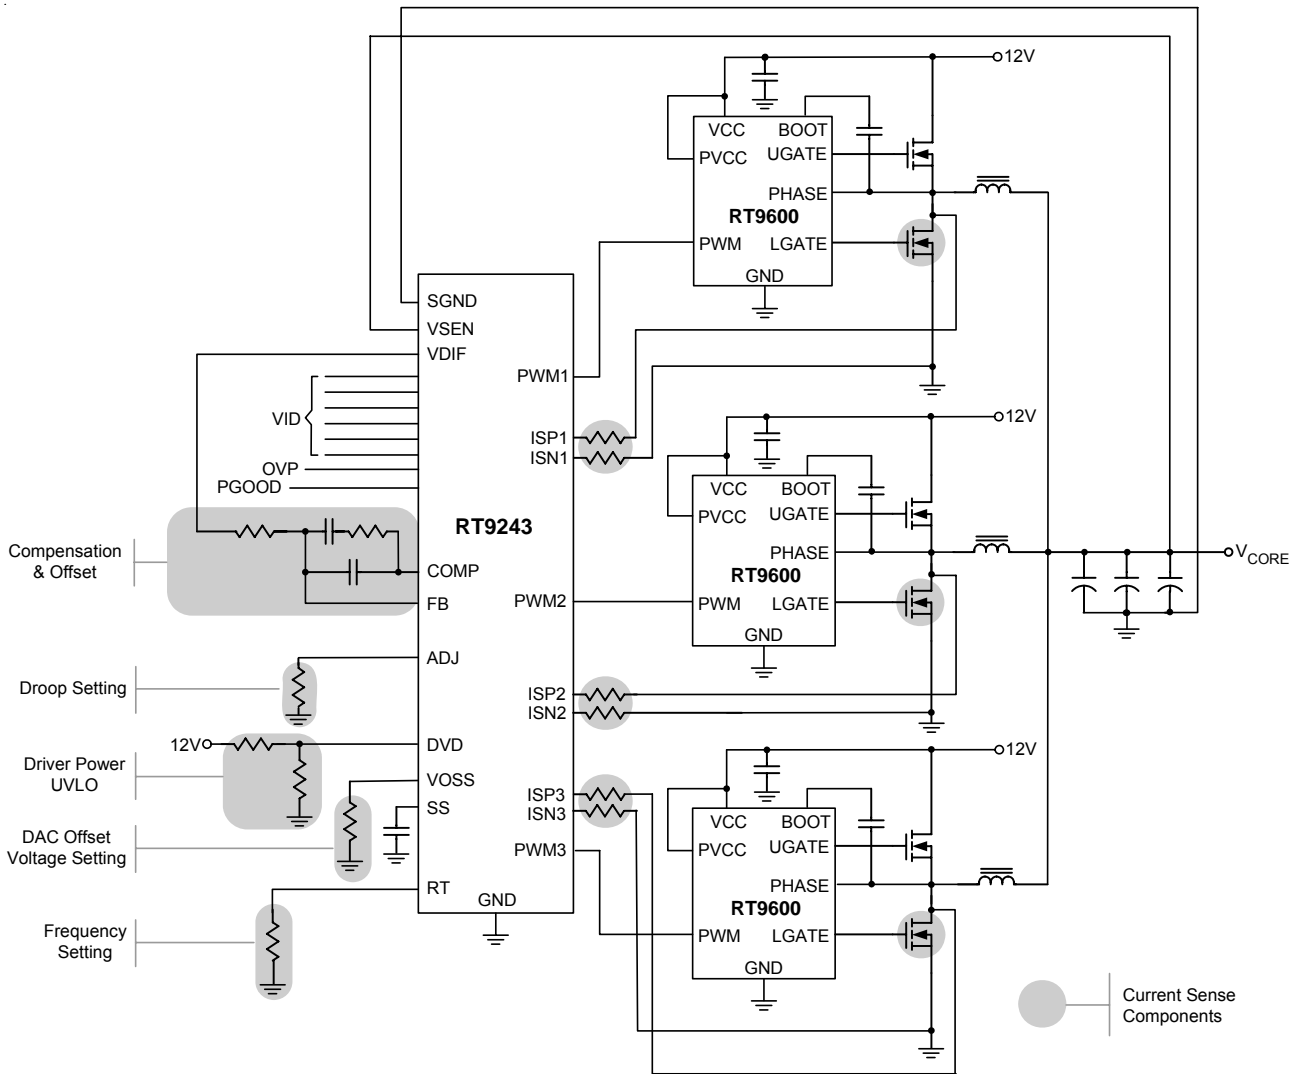 12V
VCC
BOOT
PVCC
UGATE
PHASE
RT9600
PWM
LGATE
GND
SGND
VSEN
VDIF
PWM1
VID
ISP1
ISN1
OVP
PGOOD
RT9243
12V
VCC
BOOT
PVCC
UGATE
PHASE
RT9600
PWM
LGATE
GND
VCORE
Compensation
& Offset
COMP
FB
PWM2
ADJ
Droop Setting
ISP2
ISN2
12V
DVD
Driver Power
UVLO
VOSS
SS
ISP3
ISN3
DAC Offset
Voltage Setting
PWM3
RT
GND
Frequency
Setting
12V
VCC
BOOT
PVCC
UGATE
PHASE
RT9600
PWM
LGATE
GND
Current Sense
Components